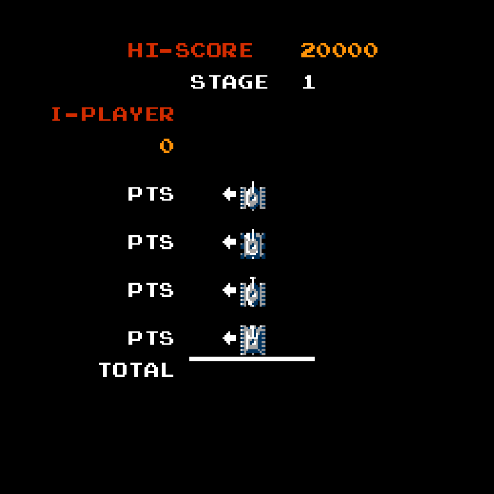 HI-SCORE 20000
STAGE 1
I-PLAYER
0
PTS
PTS
PTS
PTS
TOTAL